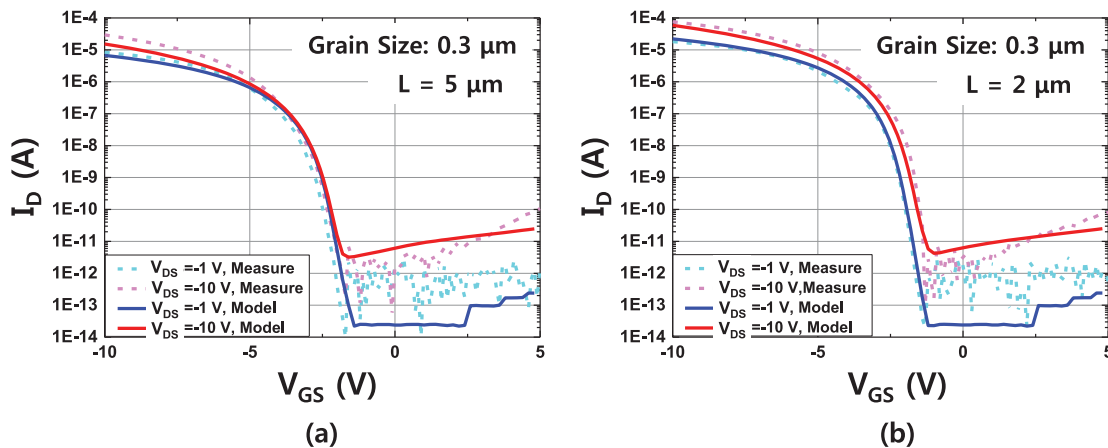 1E-4
1E-5
1E-6
1E-7
1E-8
1E-9
1E-10
1E-11
1E-12
1E-13
1E-14
I_D (A)
Grain Size: 0.3 μm
L = 5 μm
V_DS =-1 V, Measure
V_DS =-10 V, Measure
V_DS =-1 V, Model
V_DS =-10 V, Model
-10 -5 0 5
V_GS (V)
(a)
1E-4
1E-5
1E-6
1E-7
1E-8
1E-9
1E-10
1E-11
1E-12
1E-13
1E-14
I_D (A)
Grain Size: 0.3 μm
L = 2 μm
V_DS =-1 V, Measure
V_DS =-10 V,Measure
V_DS =-1 V, Model
V_DS =-10 V, Model
-10 -5 0 5
V_GS (V)
(b)